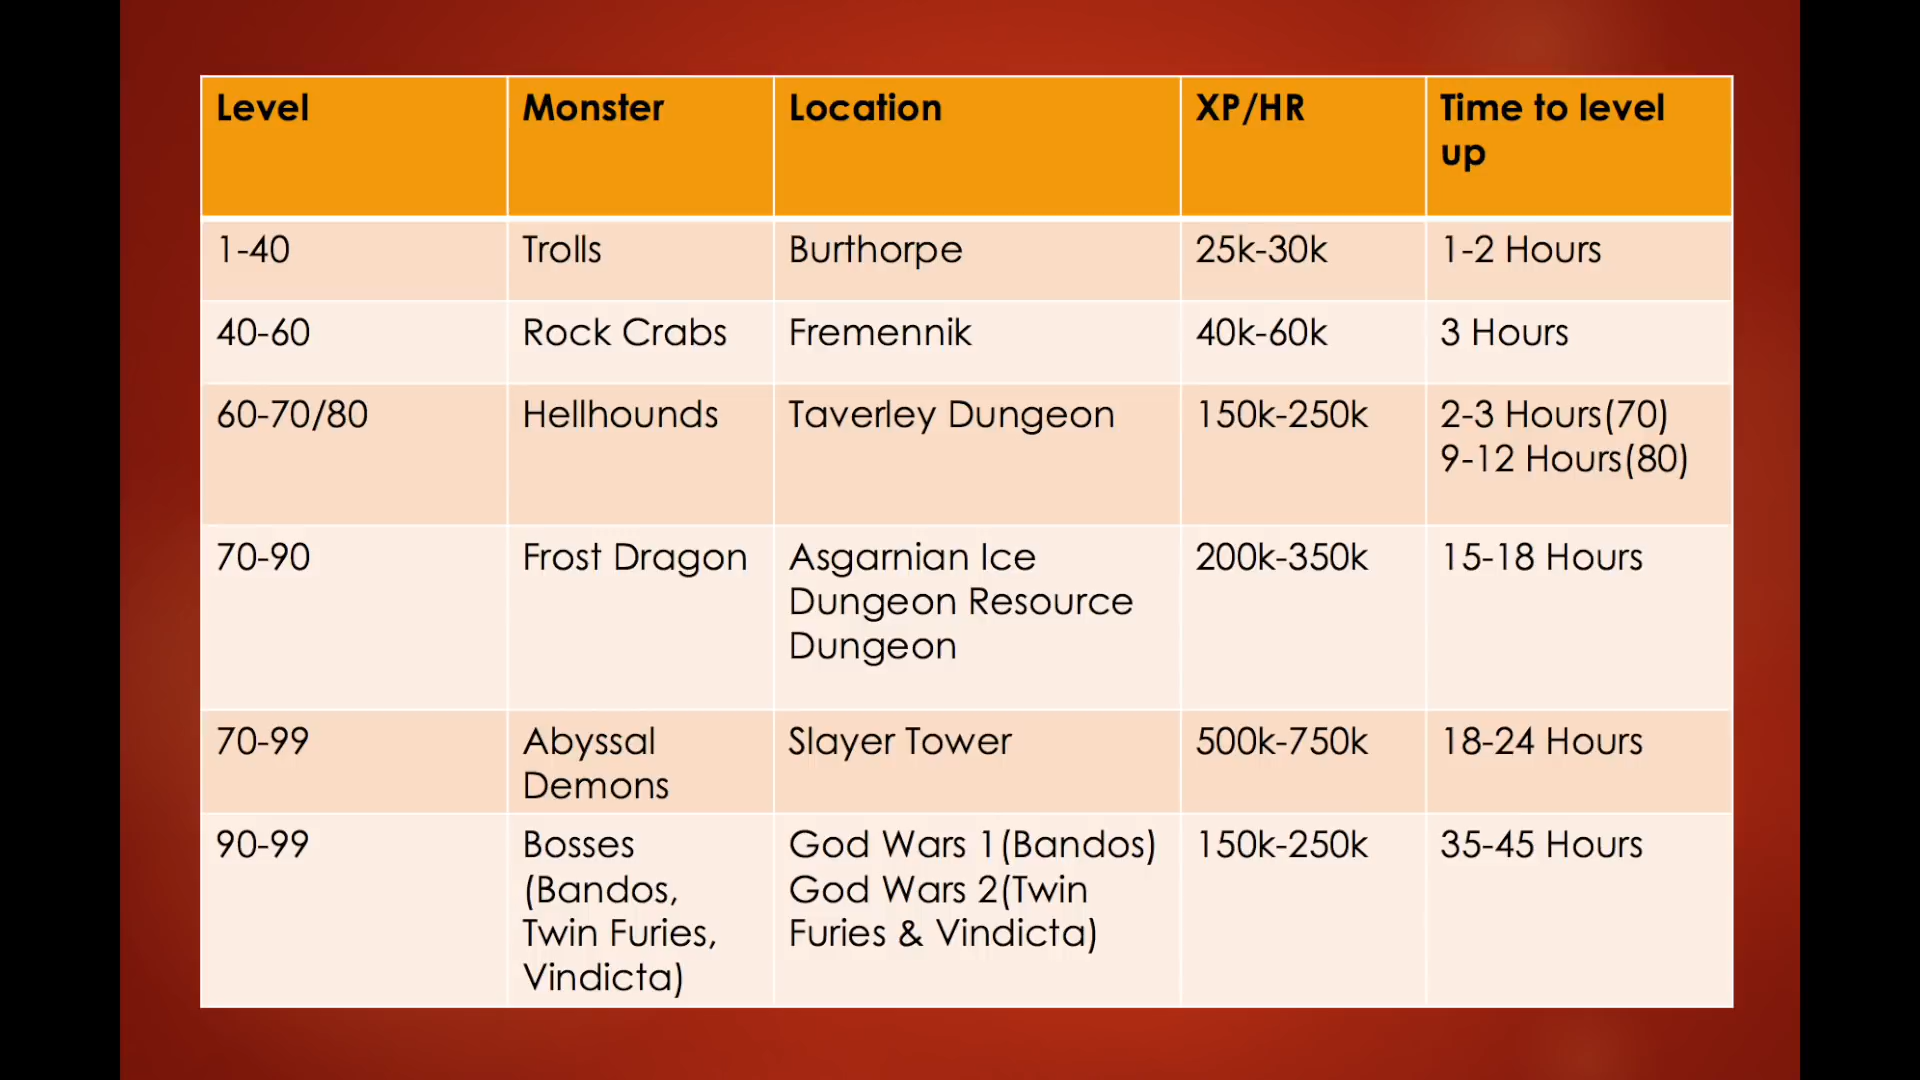 Level
Monster
Location
XP/HR
Time to level
up
1-40
Trolls
Burthorpe
25k-30k
1-2 Hours
40-60
Rock Crabs
Fremennik
40k-60k
3 Hours
60-70/80
Hellhounds
Taverley Dungeon
150k-250k
2-3 Hours(70)
9-12 Hours(80)
70-90
Frost Dragon
Asgarnian Ice
Dungeon Resource
Dungeon
200k-350k
15-18 Hours
70-99
Abyssal
Demons
Slayer Tower
500k-750k
18-24 Hours
90-99
Bosses
(Bandos,
Twin Furies,
Vindicta)
God Wars 1(Bandos)
God Wars 2(Twin
Furies & Vindicta)
150k-250k
35-45 Hours